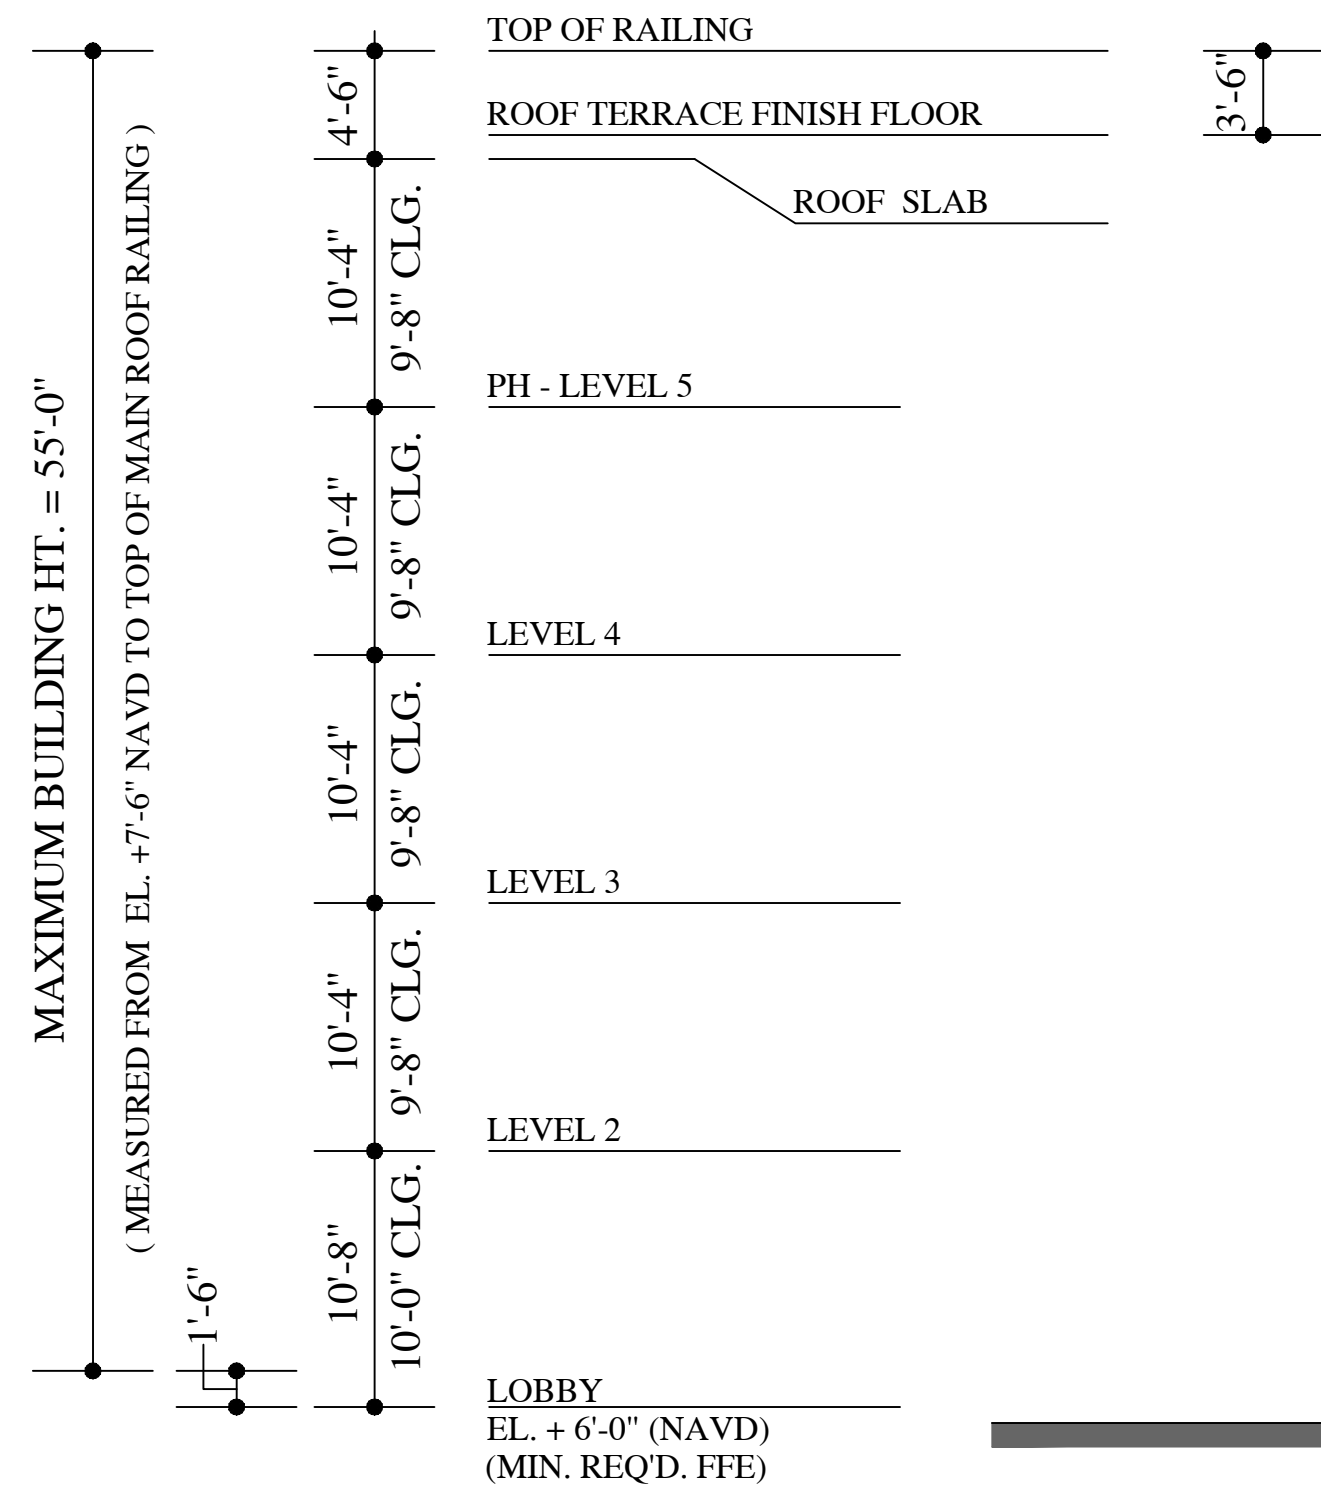 TOP OF RAILING
4'-6"
3'-6"
ROOF TERRACE FINISH FLOOR
ROOF SLAB
10'-4"
9'-8" CLG.
PH - LEVEL 5
MAXIMUM BUILDING HT. = 55'-0"
( MEASURED FROM EL. +7'-6" NAVD TO TOP OF MAIN ROOF RAILING )
10'-4"
9'-8" CLG.
LEVEL 4
10'-4"
9'-8" CLG.
LEVEL 3
10'-4"
9'-8" CLG.
LEVEL 2
1'-6"
10'-8"
10'-0" CLG.
LOBBY
EL. + 6'-0" (NAVD)
(MIN. REQ'D. FFE)